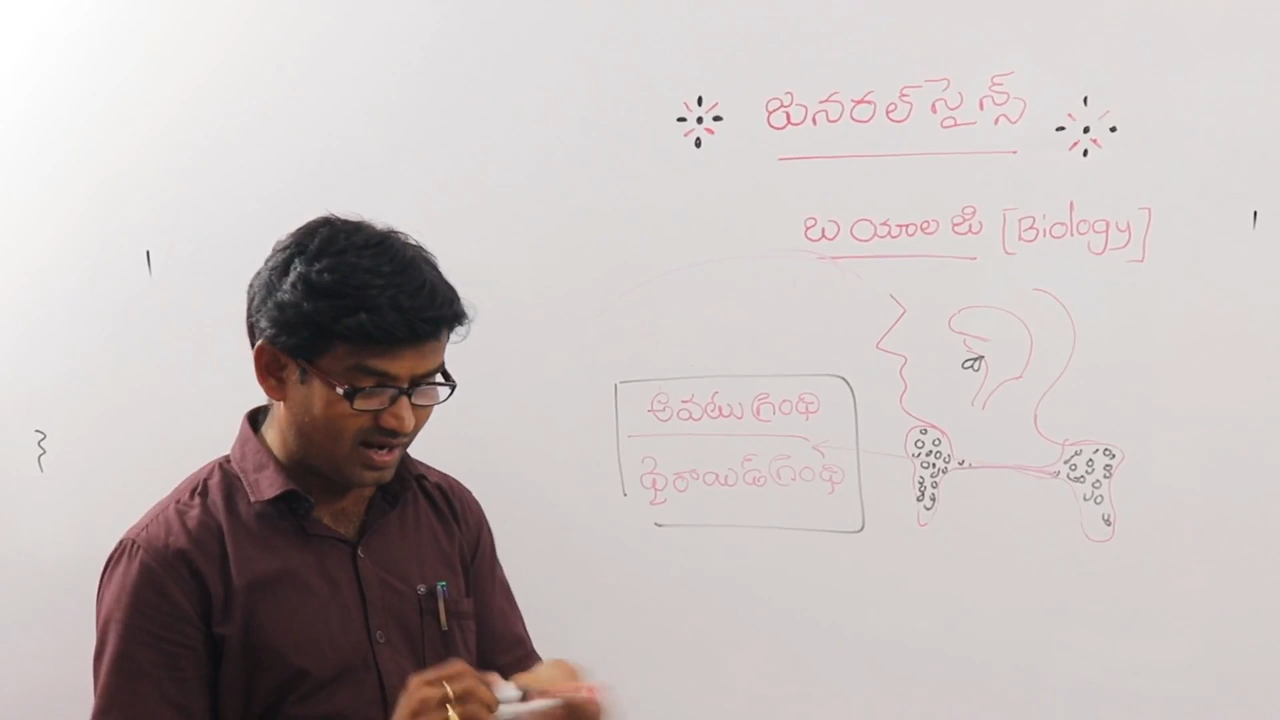 జనరల్ సైన్స్
బయాలజి [Biology]
అవటుగ్రంథి
థైరాయిడ్ గ్రంథి